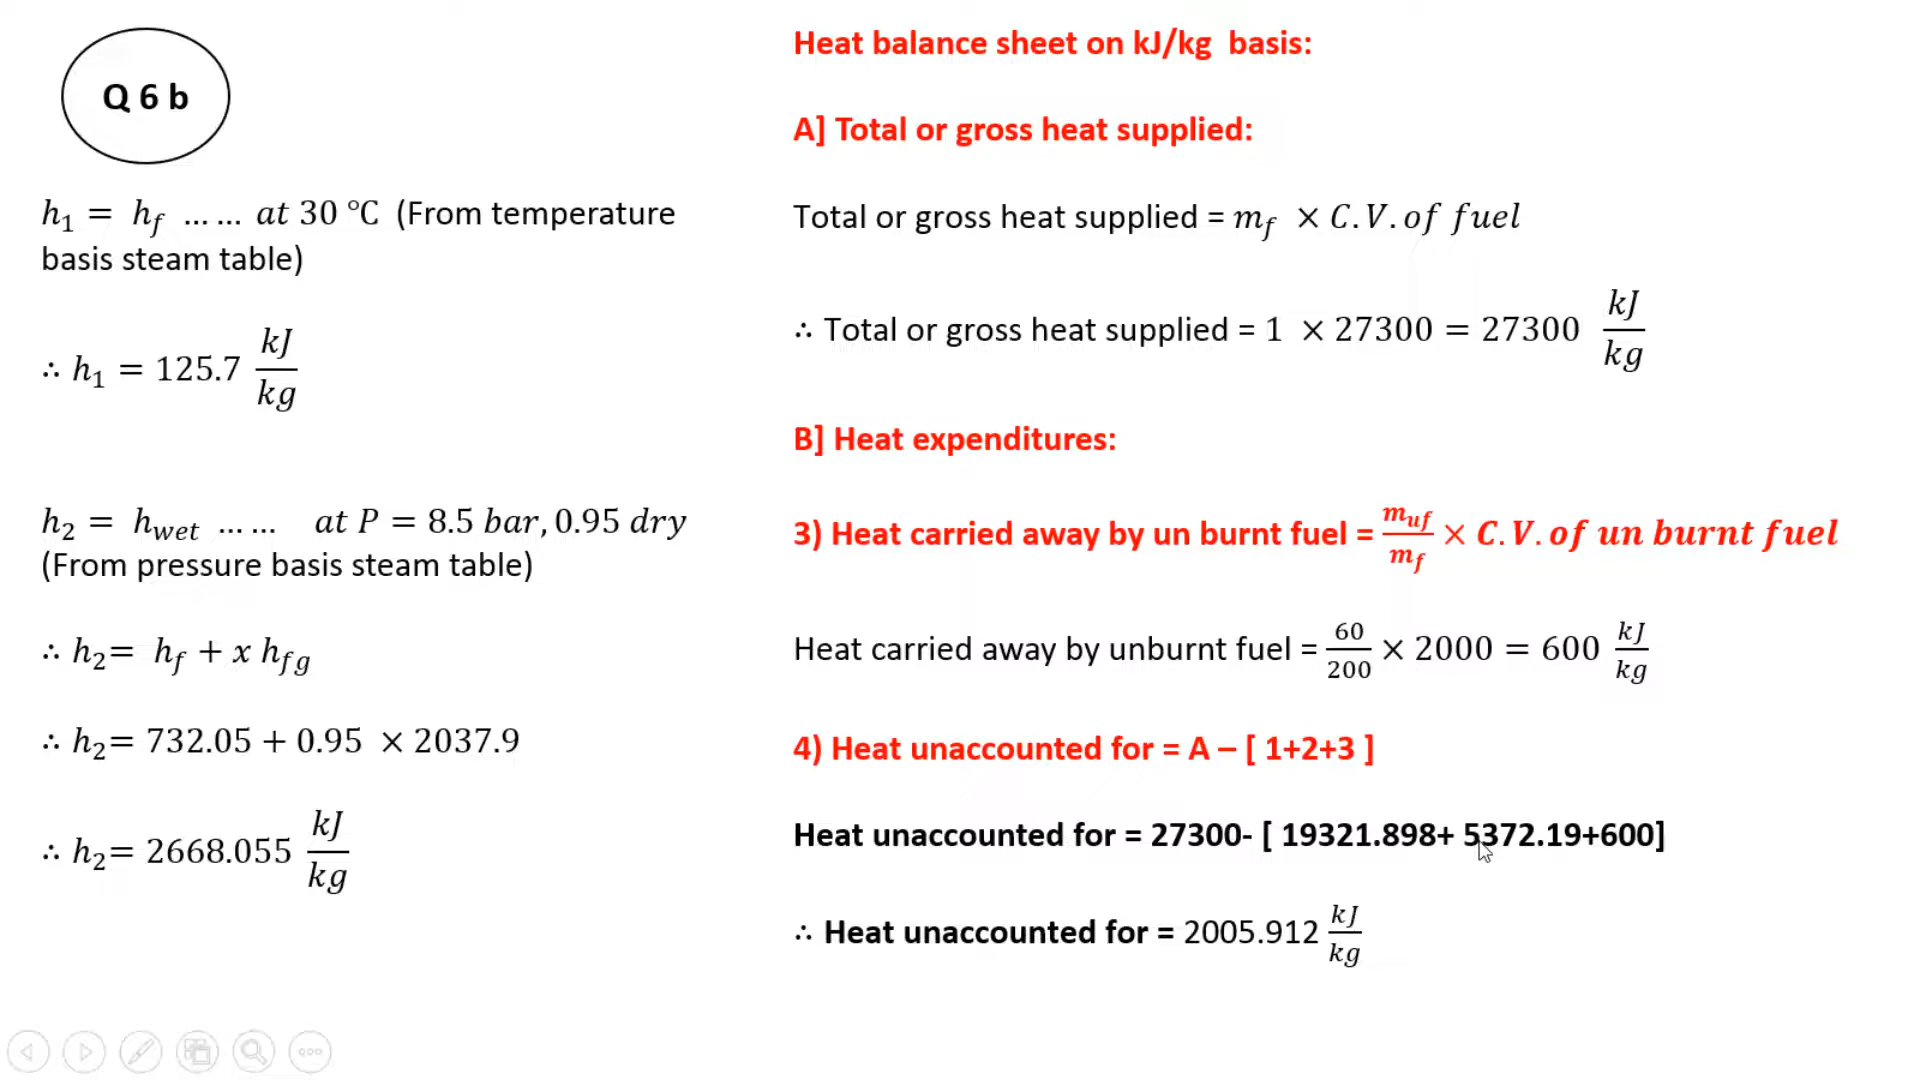 Q 6 b
h₁ = h_f …… at 30 °C (From temperature
basis steam table)
∴ h₁ = 125.7 kJ/kg
h₂ = h_wet …… at P = 8.5 bar, 0.95 dry
(From pressure basis steam table)
∴ h₂= h_f + x h_fg
∴ h₂= 732.05 + 0.95 × 2037.9
∴ h₂= 2668.055 kJ/kg
Heat balance sheet on kJ/kg basis:
A] Total or gross heat supplied:
Total or gross heat supplied = m_f × C.V. of fuel
∴ Total or gross heat supplied = 1 × 27300 = 27300 kJ/kg
B] Heat expenditures:
3) Heat carried away by un burnt fuel = m_uf/m_f × C.V. of un burnt fuel
Heat carried away by unburnt fuel = 60/200 × 2000 = 600 kJ/kg
4) Heat unaccounted for = A – [ 1+2+3 ]
Heat unaccounted for = 27300- [ 19321.898+ 5372.19+600]
∴ Heat unaccounted for = 2005.912 kJ/kg